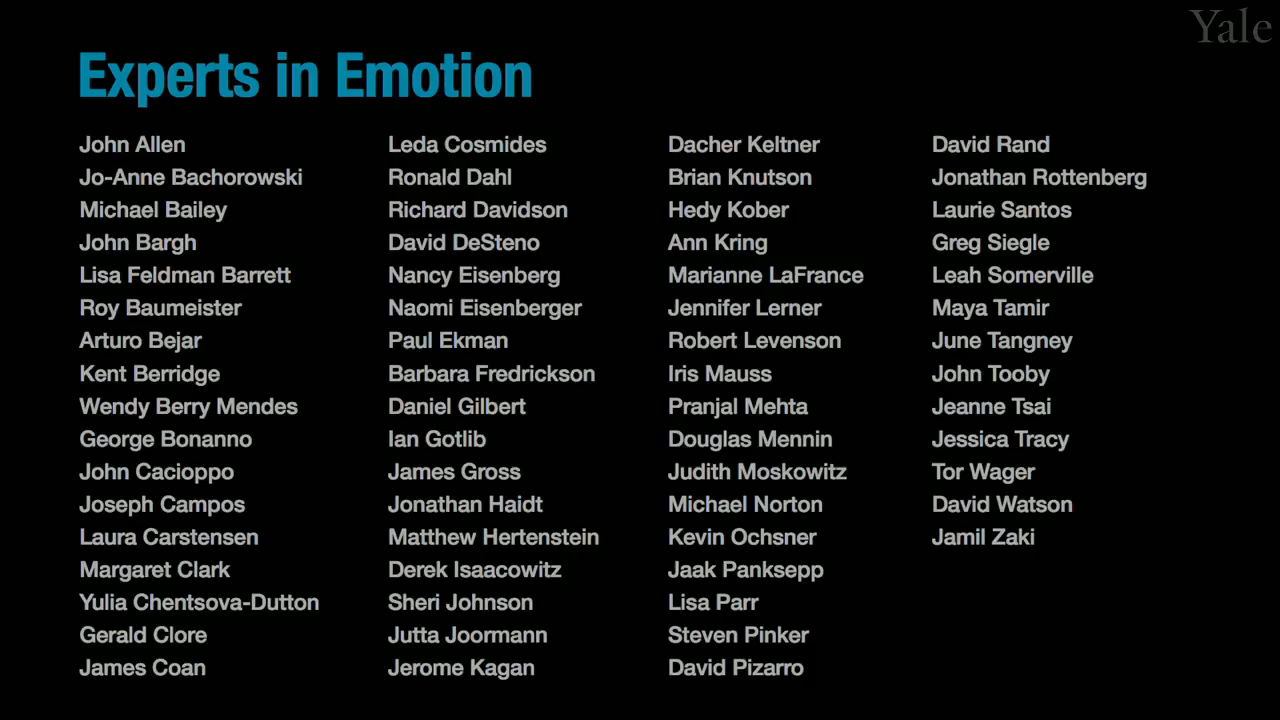 Yale
Experts in Emotion
John Allen
Jo-Anne Bachorowski
Michael Bailey
John Bargh
Lisa Feldman Barrett
Roy Baumeister
Arturo Bejar
Kent Berridge
Wendy Berry Mendes
George Bonanno
John Cacioppo
Joseph Campos
Laura Carstensen
Margaret Clark
Yulia Chentsova-Dutton
Gerald Clore
James Coan
Leda Cosmides
Ronald Dahl
Richard Davidson
David DeSteno
Nancy Eisenberg
Naomi Eisenberger
Paul Ekman
Barbara Fredrickson
Daniel Gilbert
Ian Gotlib
James Gross
Jonathan Haidt
Matthew Hertenstein
Derek Isaacowitz
Sheri Johnson
Jutta Joormann
Jerome Kagan
Dacher Keltner
Brian Knutson
Hedy Kober
Ann Kring
Marianne LaFrance
Jennifer Lerner
Robert Levenson
Iris Mauss
Pranjal Mehta
Douglas Mennin
Judith Moskowitz
Michael Norton
Kevin Ochsner
Jaak Panksepp
Lisa Parr
Steven Pinker
David Pizarro
David Rand
Jonathan Rottenberg
Laurie Santos
Greg Siegle
Leah Somerville
Maya Tamir
June Tangney
John Tooby
Jeanne Tsai
Jessica Tracy
Tor Wager
David Watson
Jamil Zaki